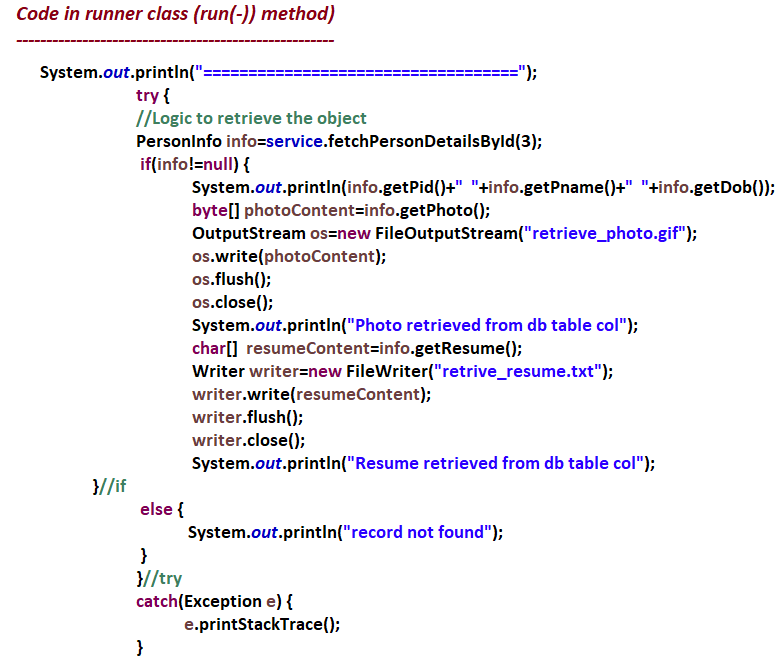 Code in runner class (run(-)) method)
-----------------------------------------------------
System.out.println("===================================");
try {
//Logic to retrieve the object
PersonInfo info=service.fetchPersonDetailsById(3);
if(info!=null) {
System.out.println(info.getPid()+"  "+info.getPname()+"  "+info.getDob());
byte[] photoContent=info.getPhoto();
OutputStream os=new FileOutputStream("retrieve_photo.gif");
os.write(photoContent);
os.flush();
os.close();
System.out.println("Photo retrieved from db table col");
char[]  resumeContent=info.getResume();
Writer writer=new FileWriter("retrive_resume.txt");
writer.write(resumeContent);
writer.flush();
writer.close();
System.out.println("Resume retrieved from db table col");
}//if
else {
System.out.println("record not found");
}
}//try
catch(Exception e) {
e.printStackTrace();
}